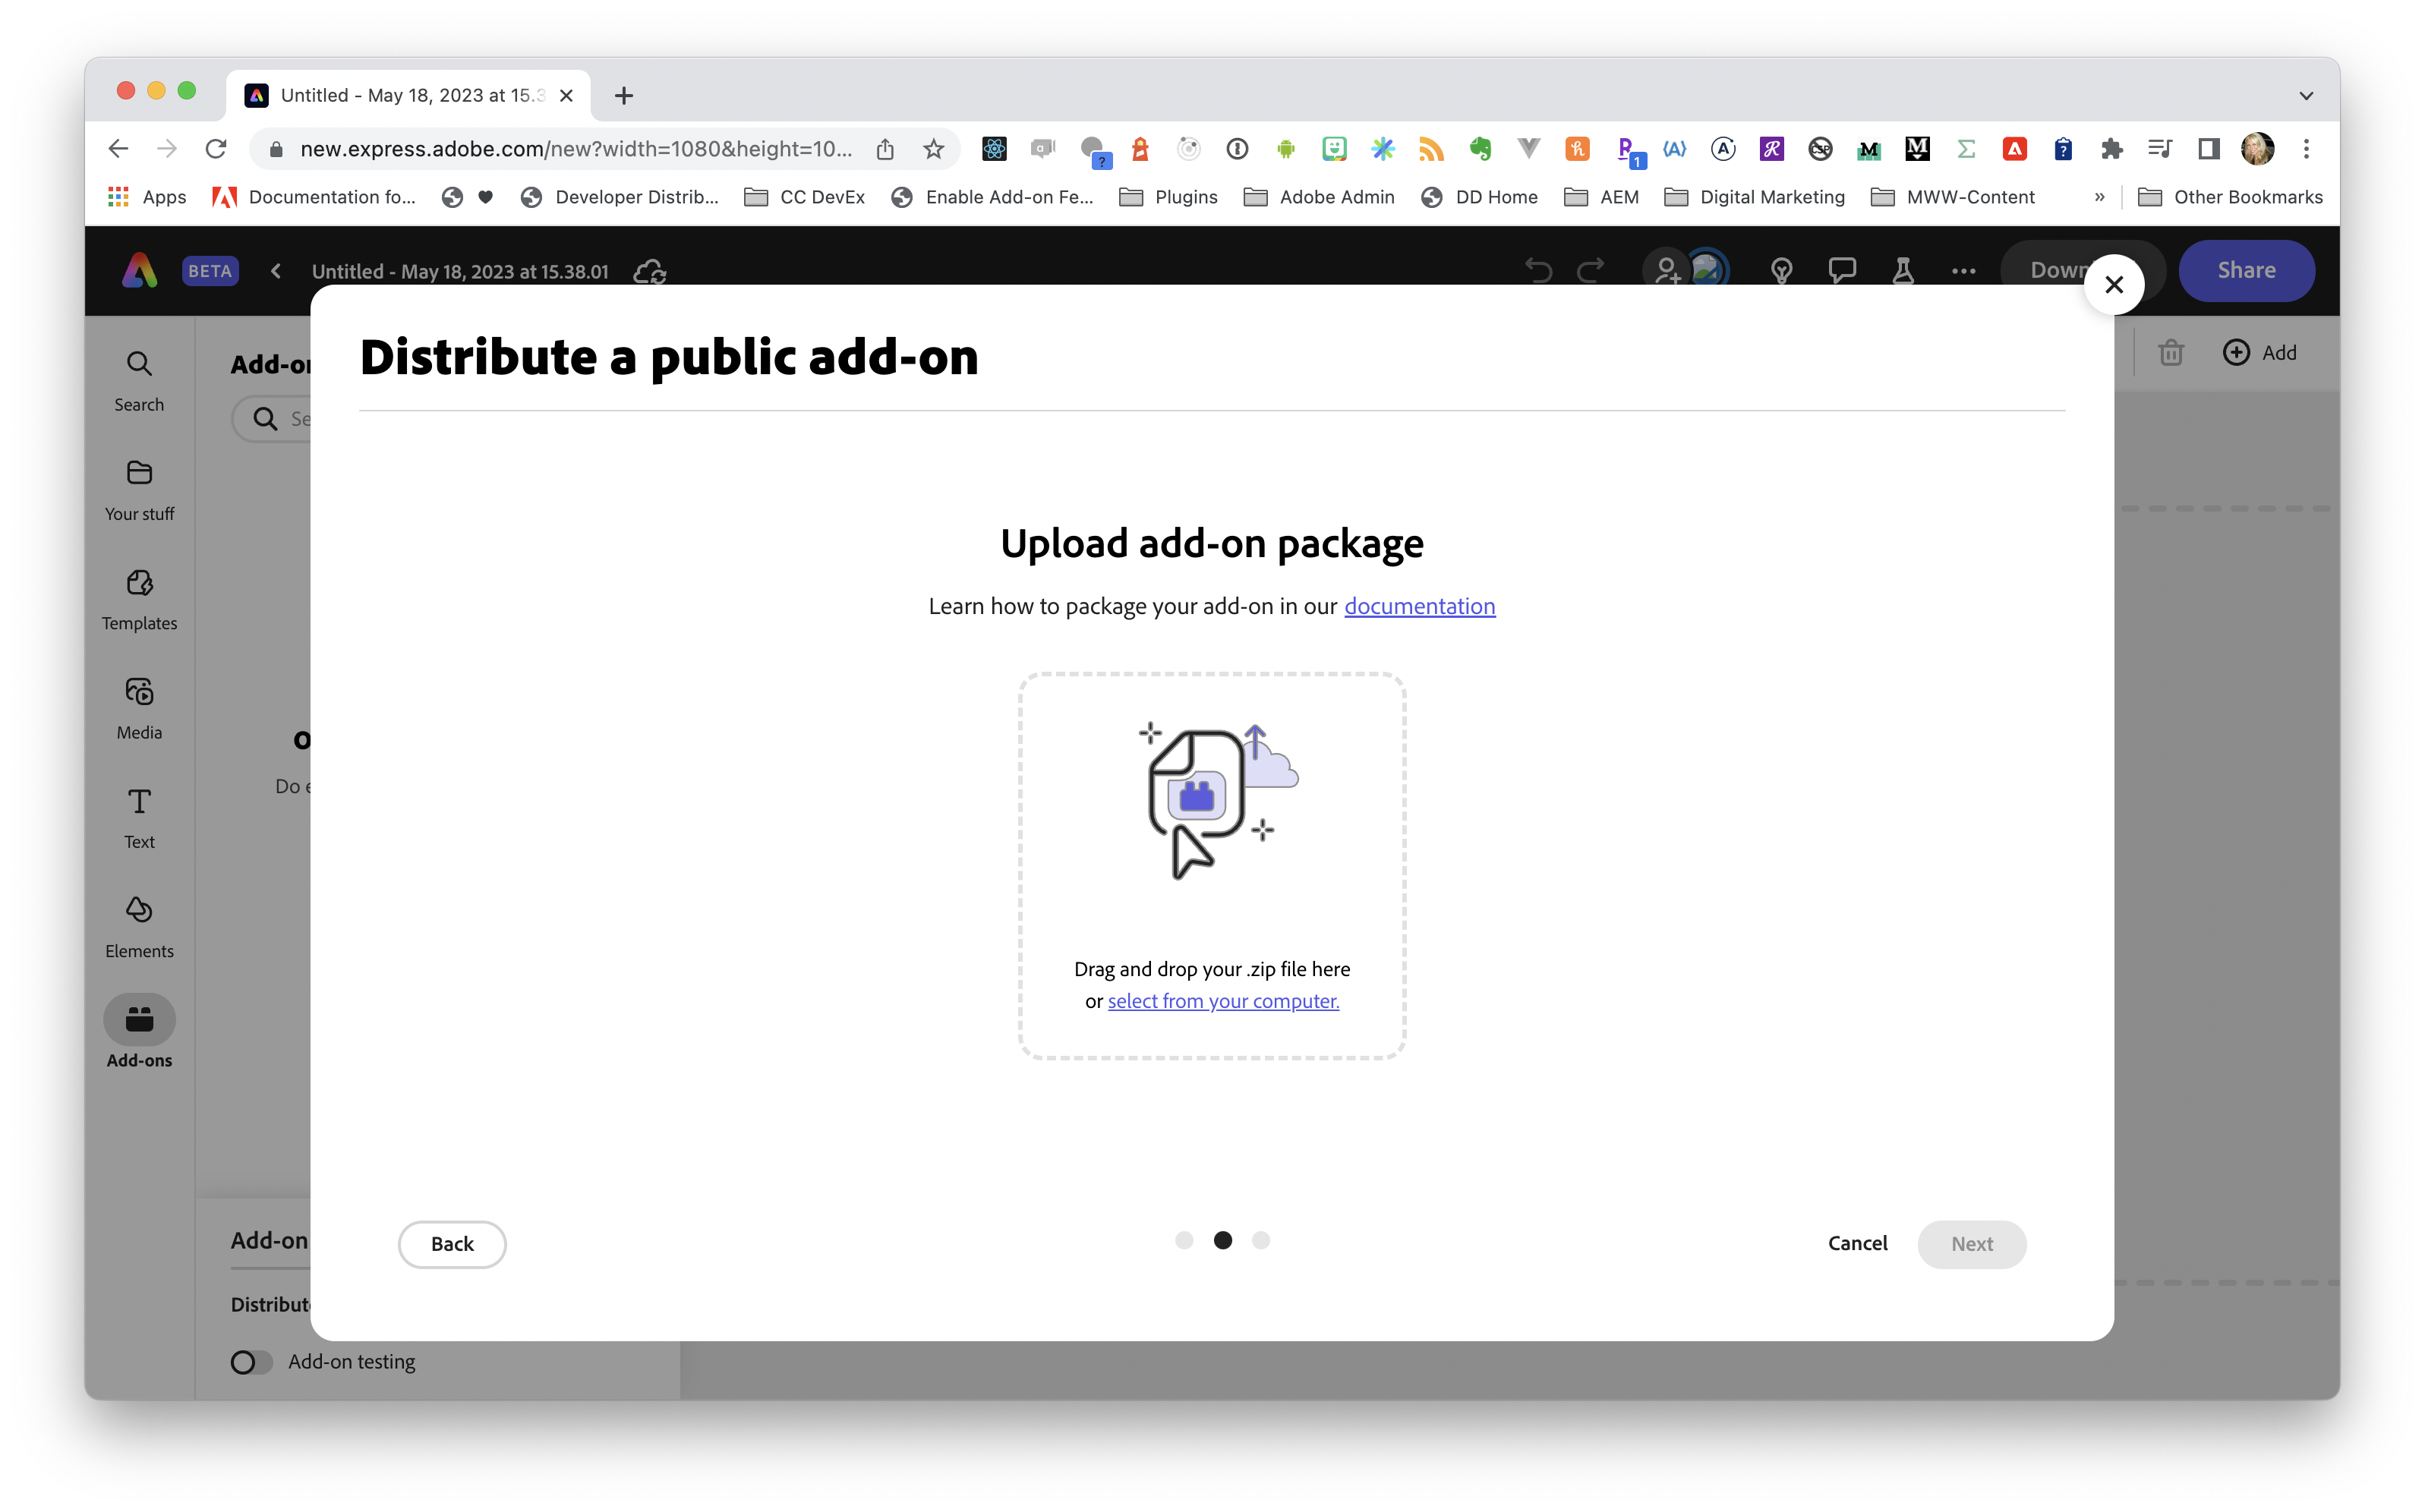 Untitled - May 18, 2023 at 15.3
new.express.adobe.com/new?width=1080&height=10...
Apps
Documentation fo...
Developer Distrib...
CC DevEx
Enable Add-on Fe...
Plugins
Adobe Admin
DD Home
AEM
Digital Marketing
MWW-Content
»
Other Bookmarks
BETA
Untitled - May 18, 2023 at 15.38.01
Down
Share
Search
Your stuff
Templates
Media
Text
Elements
Add-ons
Add-o
Se
Do e
Add
Distribute a public add-on
Upload add-on package
Learn how to package your add-on in our documentation
Drag and drop your .zip file here
or select from your computer.
Back
Cancel
Next
Add-on
Distribut
Add-on testing